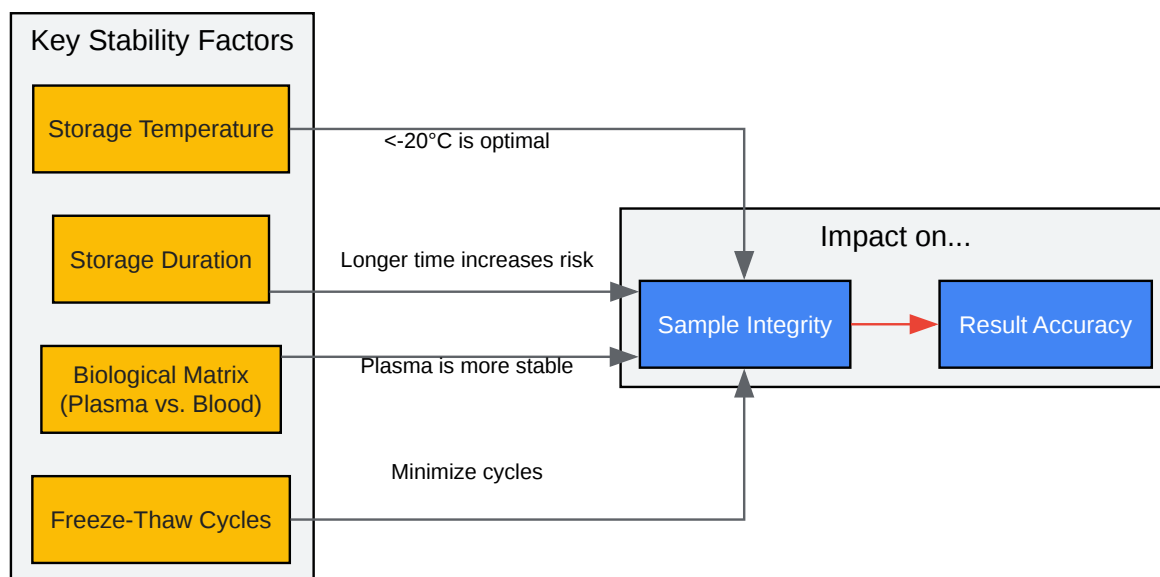 Key Stability Factors
Storage Temperature
<-20°C is optimal
Storage Duration
Longer time increases risk
Biological Matrix
(Plasma vs. Blood)
Plasma is more stable
Freeze-Thaw Cycles
Minimize cycles
Impact on...
Sample Integrity
Result Accuracy